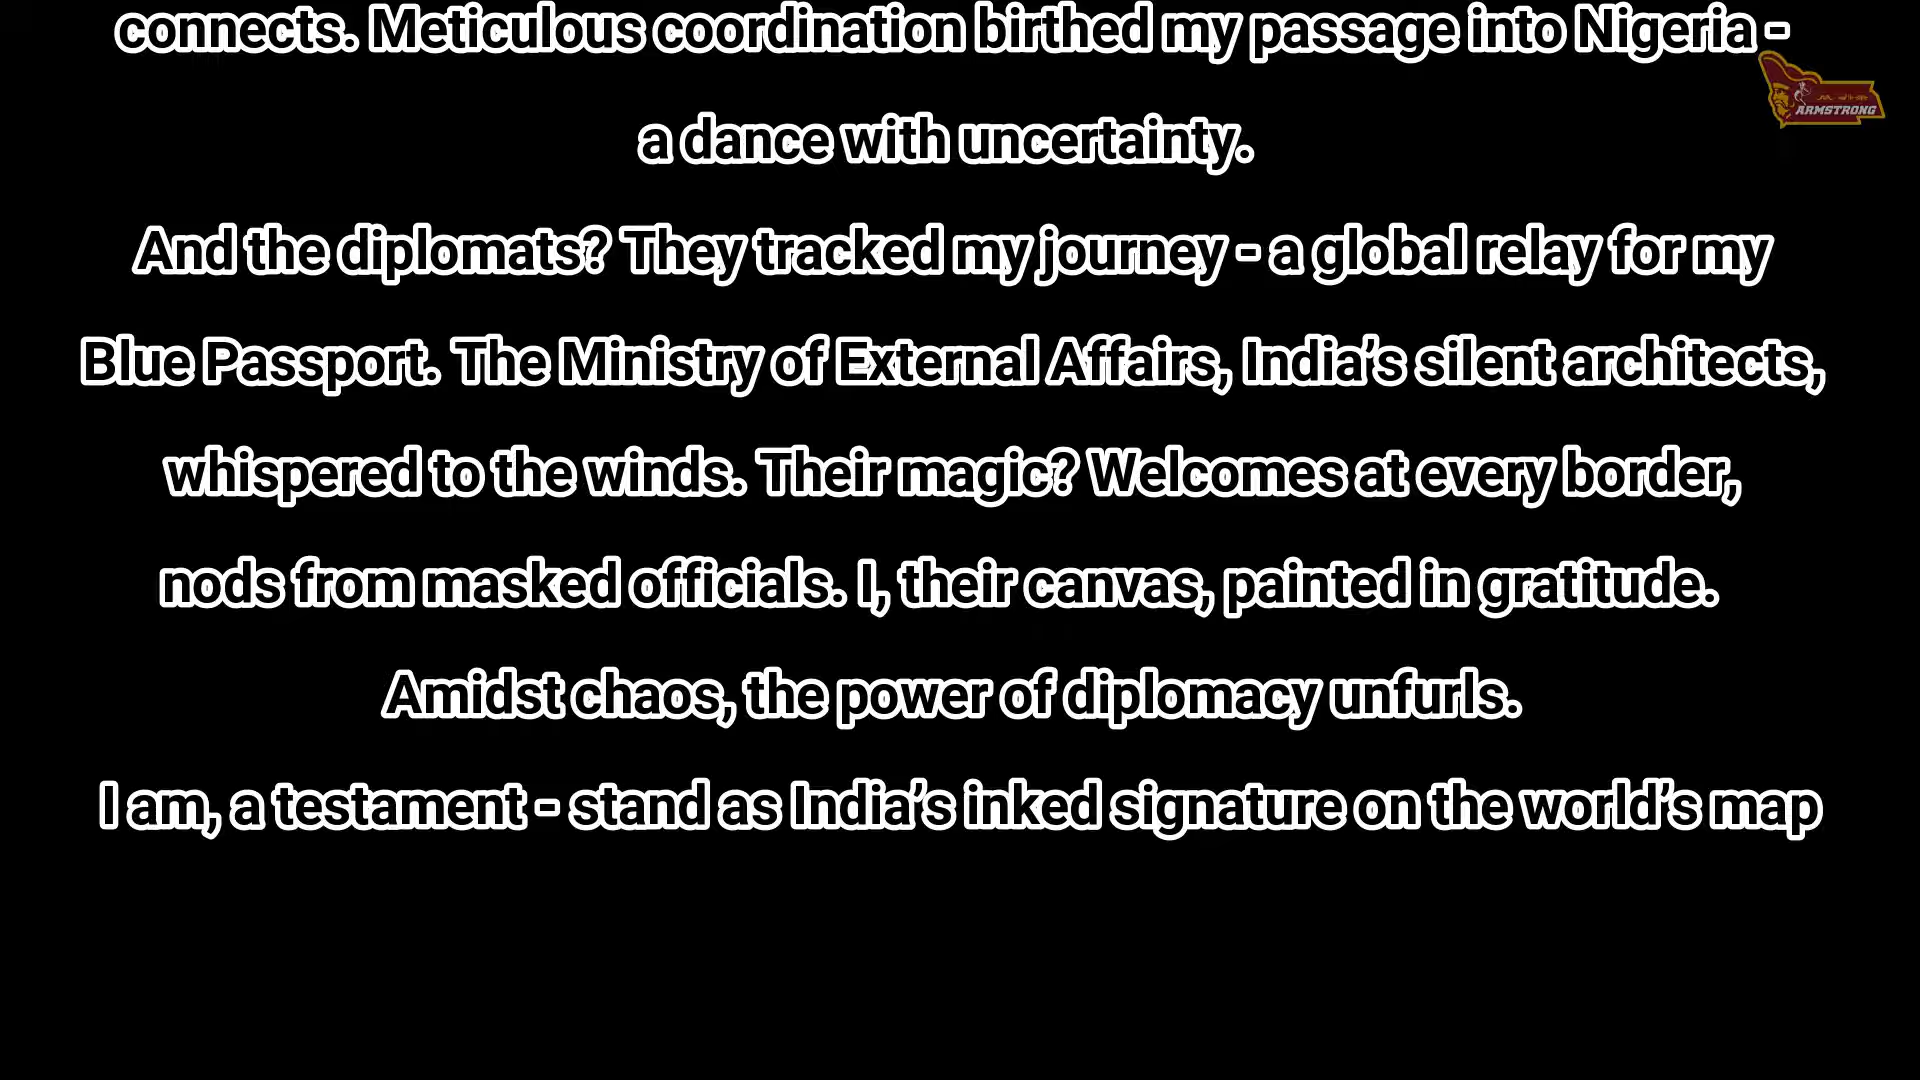 connects. Meticulous coordination birthed my passage into Nigeria -
ARMSTRONG
a dance with uncertainty.
And the diplomats? They tracked my journey - a global relay for my
Blue Passport. The Ministry of External Affairs, India’s silent architects,
whispered to the winds. Their magic? Welcomes at every border,
nods from masked officials. I, their canvas, painted in gratitude.
Amidst chaos, the power of diplomacy unfurls.
I am, a testament - stand as India’s inked signature on the world’s map